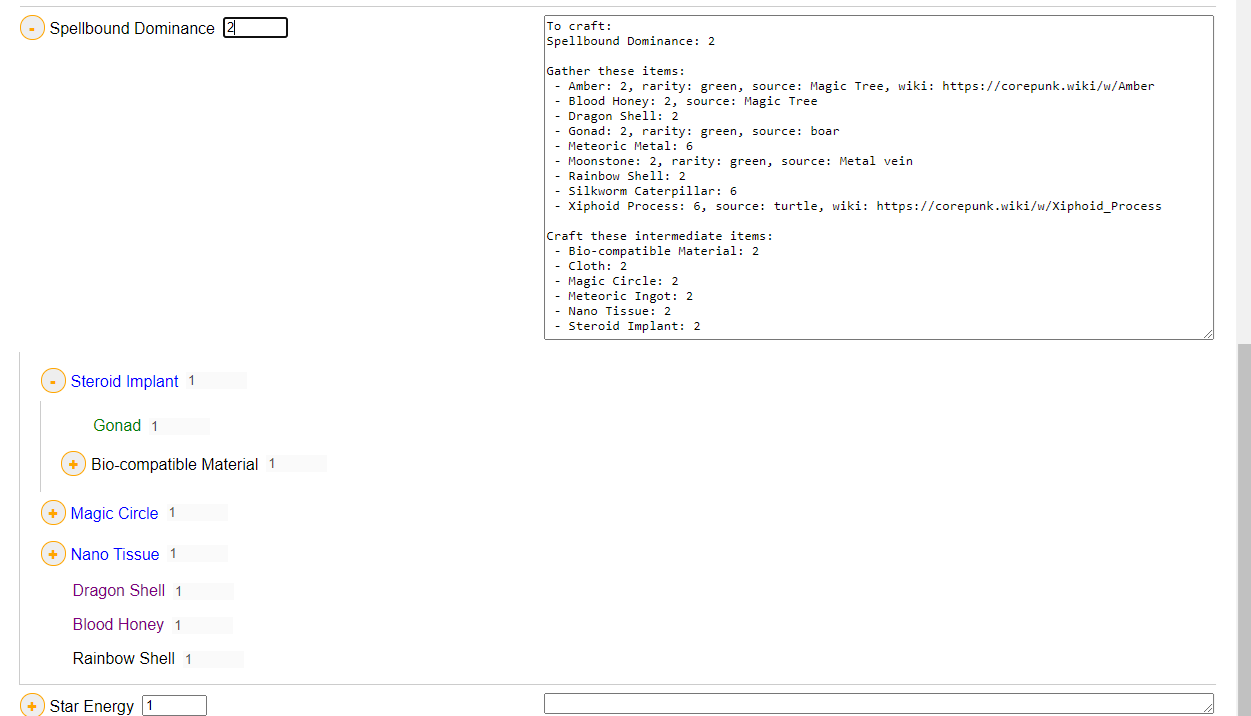 - Spellbound Dominance 2
To craft:
Spellbound Dominance: 2
Gather these items:
- Amber: 2, rarity: green, source: Magic Tree, wiki: https://corepunk.wiki/w/Amber
- Blood Honey: 2, source: Magic Tree
- Dragon Shell: 2
- Gonad: 2, rarity: green, source: boar
- Meteoric Metal: 6
- Moonstone: 2, rarity: green, source: Metal vein
- Rainbow Shell: 2
- Silkworm Caterpillar: 6
- Xiphoid Process: 6, source: turtle, wiki: https://corepunk.wiki/w/Xiphoid_Process
Craft these intermediate items:
- Bio-compatible Material: 2
- Cloth: 2
- Magic Circle: 2
- Meteoric Ingot: 2
- Nano Tissue: 2
- Steroid Implant: 2
- Steroid Implant 1
Gonad 1
+ Bio-compatible Material 1
+ Magic Circle 1
+ Nano Tissue 1
Dragon Shell 1
Blood Honey 1
Rainbow Shell 1
+ Star Energy 1